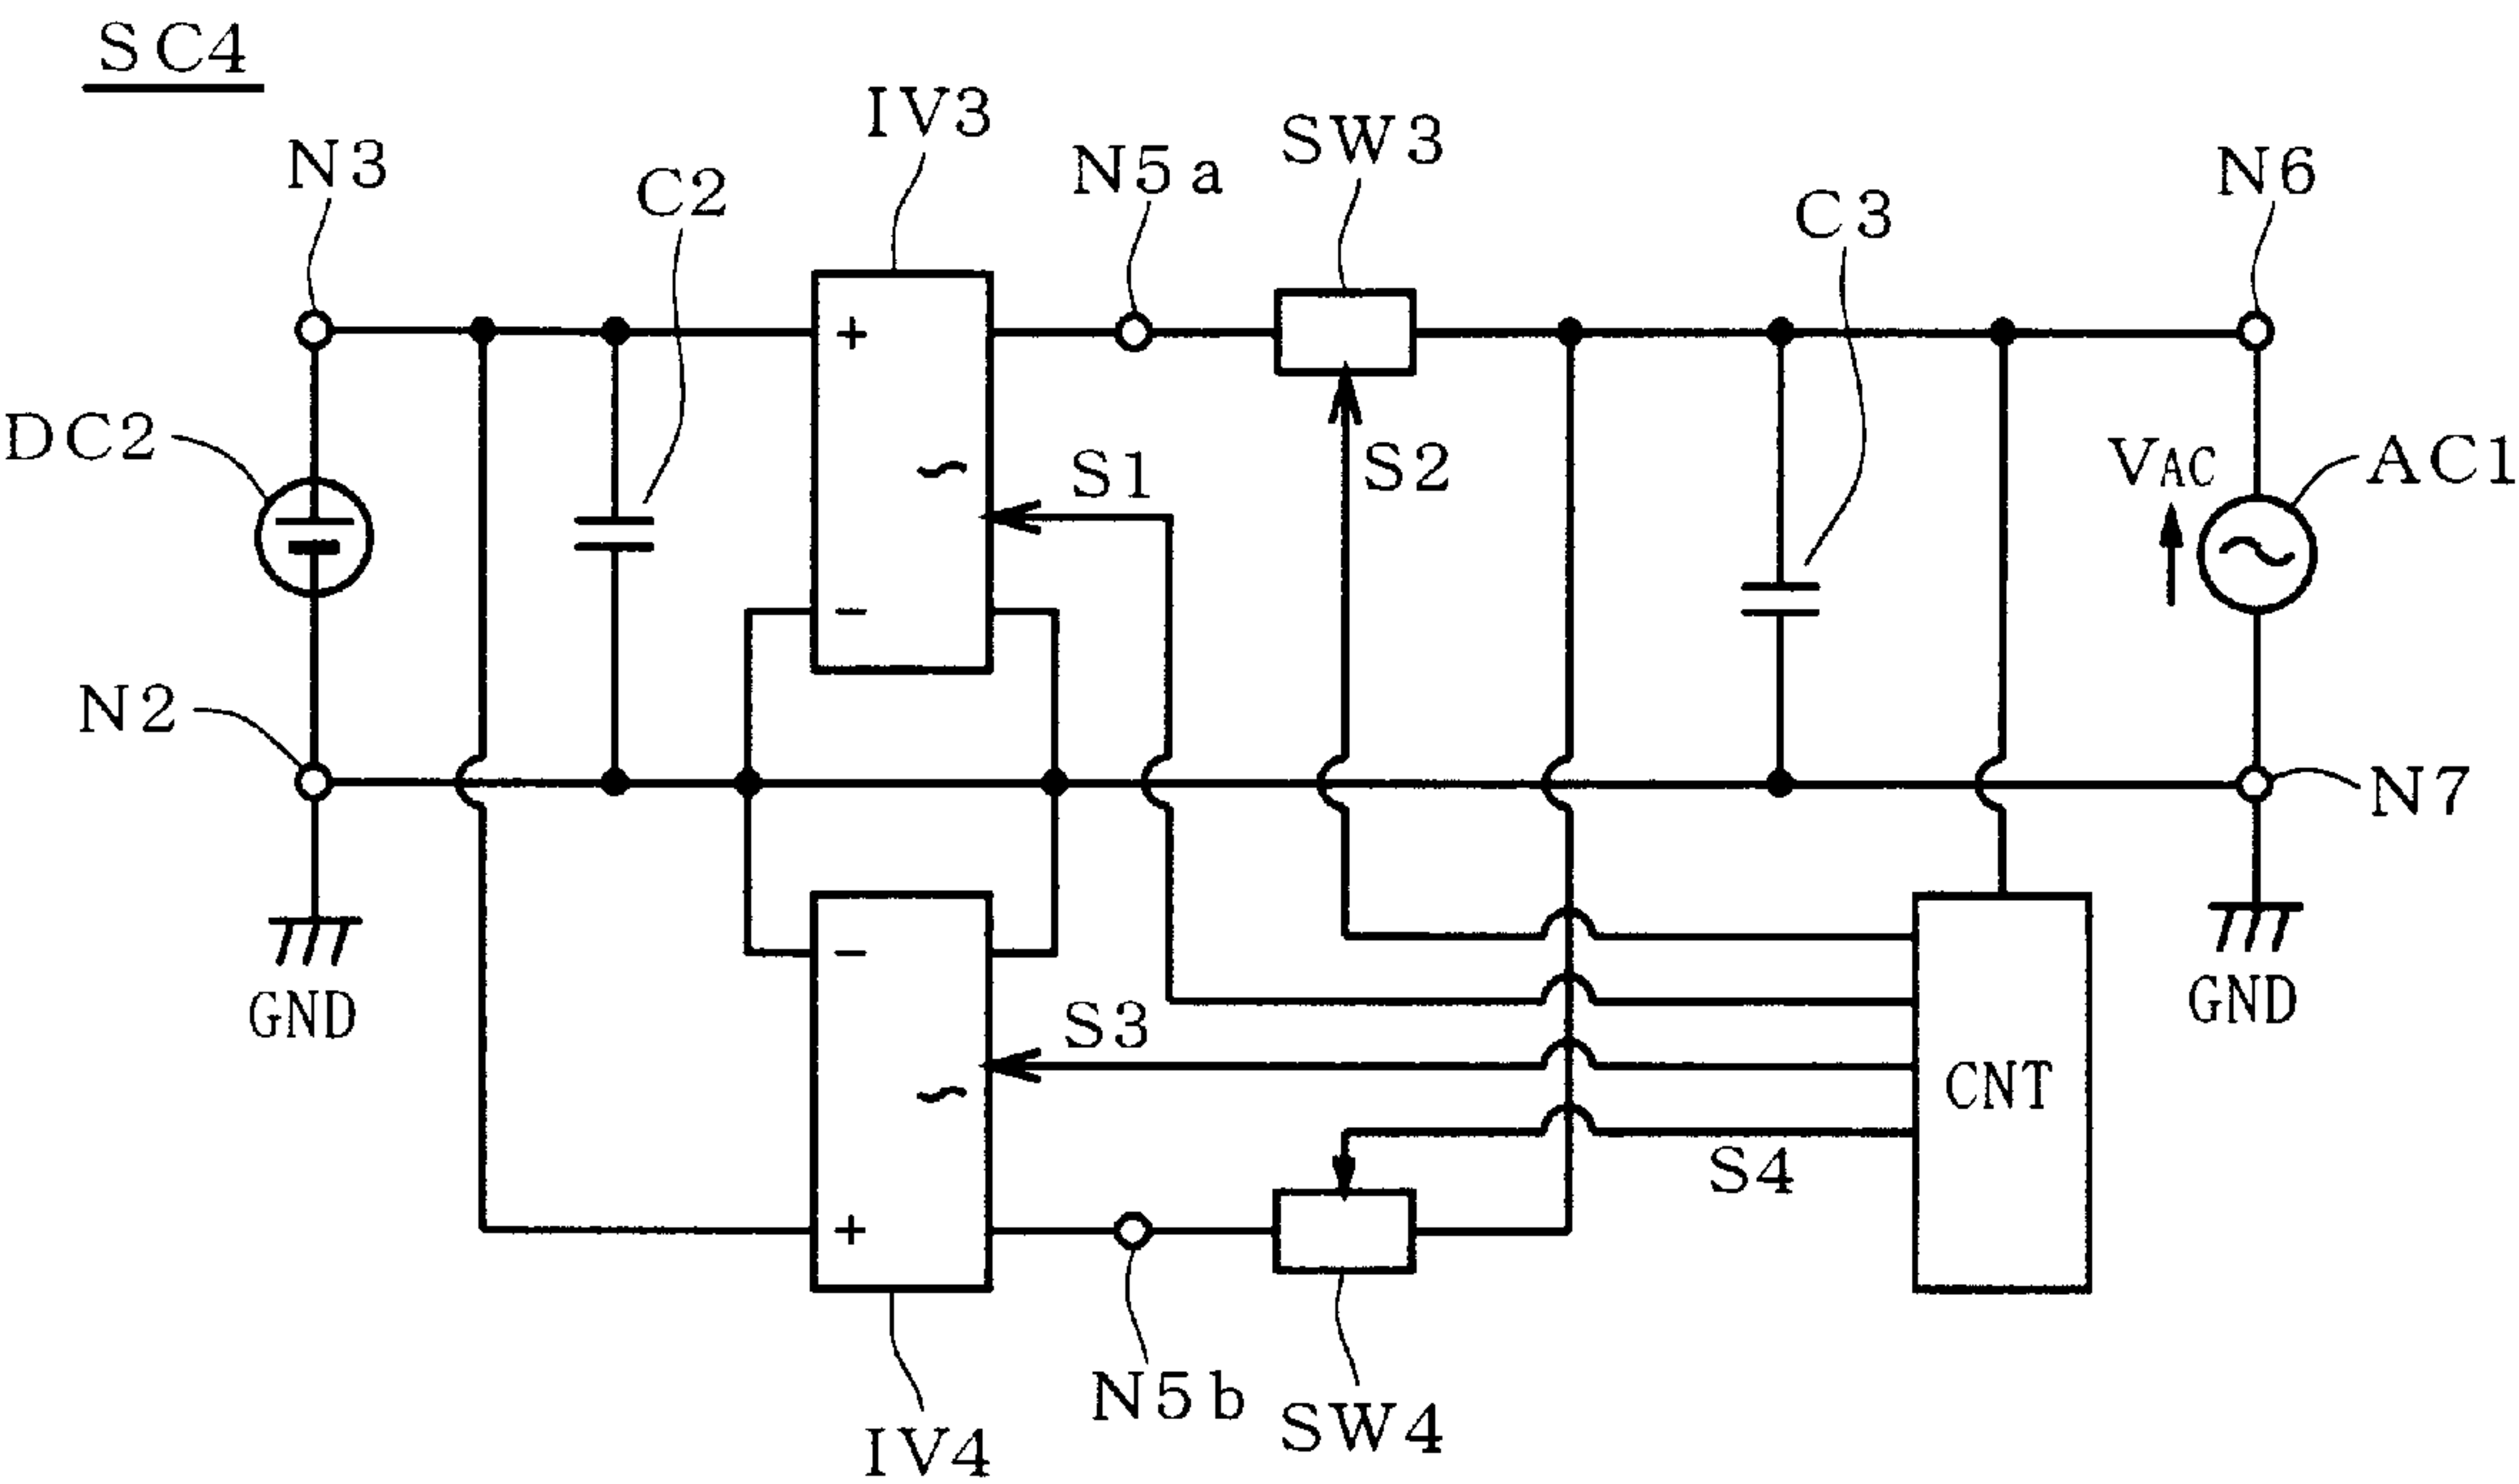 SC4
IV3
SW3
N3
N5a
N6
C2
C3
+
DC2
S1
S2
VAC
AC1
~
−
N2
N7
−
GND
S3
GND
CNT
~
S4
+
N5b
SW4
IV4